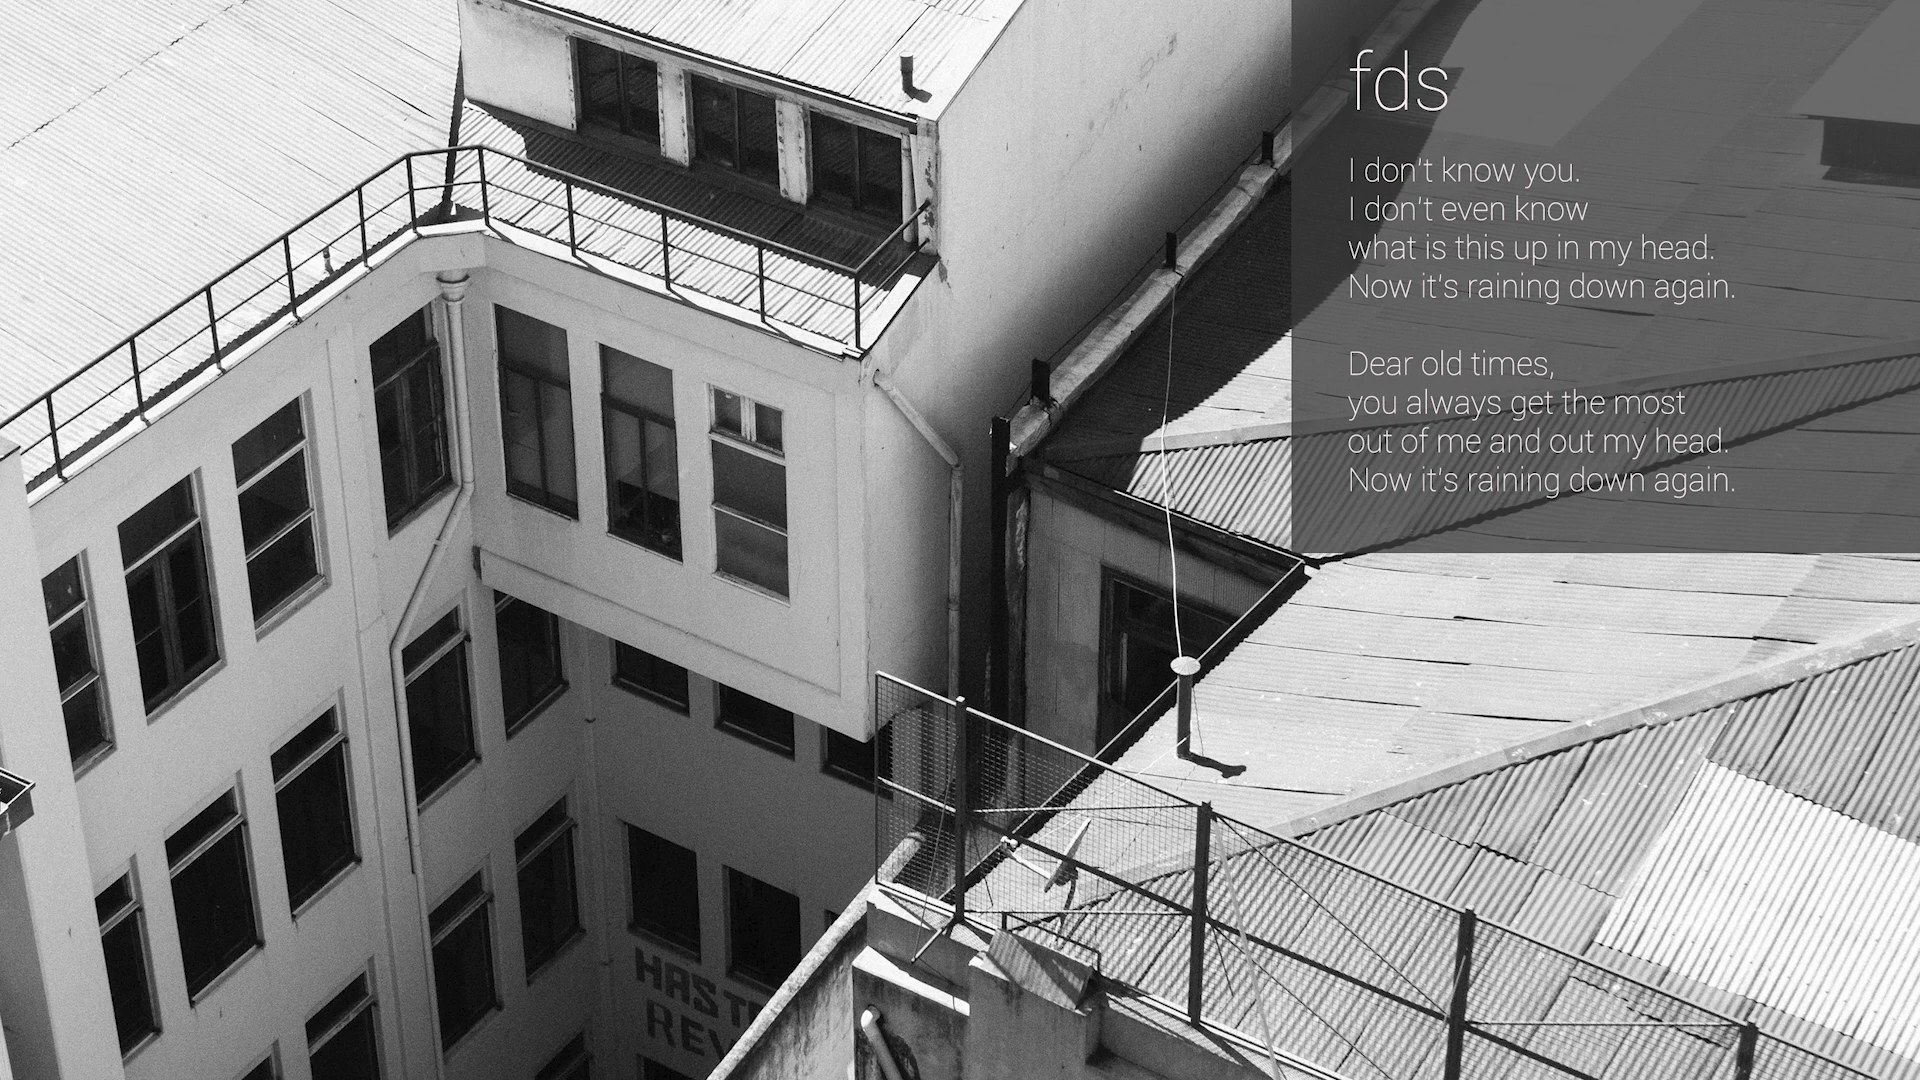 fds
I don't know you.
I don't even know
what is this up in my head.
Now it's raining down again.
Dear old times,
you always get the most
out of me and out my head.
Now it's raining down again.
HAS
REV